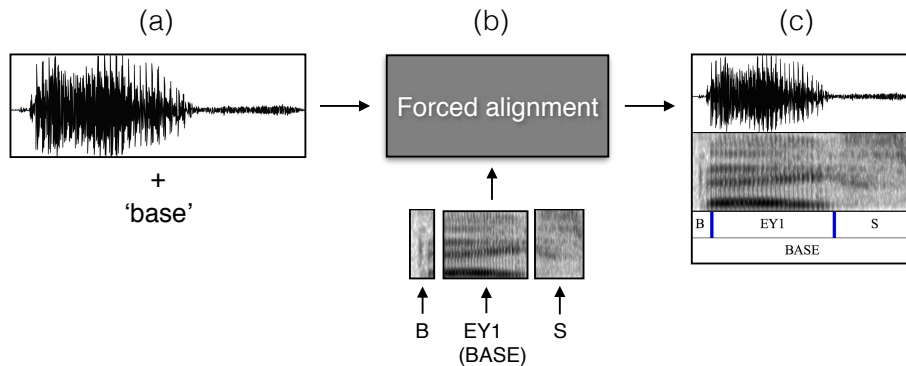 (a)
(b)
(c)
Forced alignment
+
‘base’
B
EY1
S
(BASE)
B
EY1
S
BASE